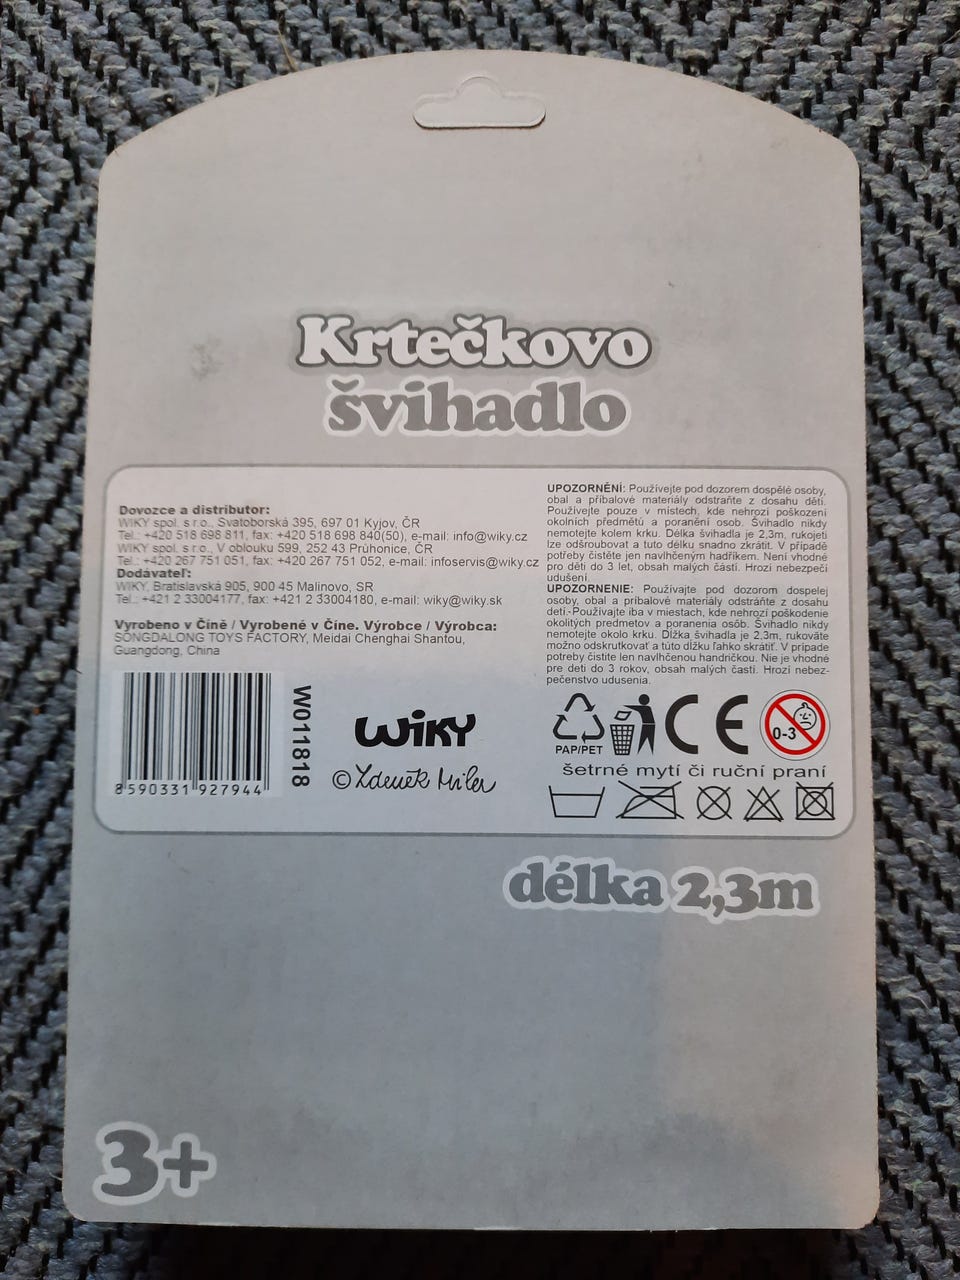 Krtečkovo
švihadlo
Dovozce a distributor:
WIKY spol. s r.o., Svatoborská 395, 697 01 Kyjov, ČR
Tel.: +420 518 698 811, fax: +420 518 698 840(50), e-mail: info@wiky.cz
WIKY spol. s r.o., V oblouku 599, 252 43 Průhonice, ČR
Tel.: +420 267 751 051, fax: +420 267 751 052, e-mail: infoservis@wiky.cz
Dodávateľ:
WIKY, Bratislavská 905, 900 45 Malinovo, SR
Tel.: +421 2 33004177, fax: +421 2 33004180, e-mail: wiky@wiky.sk
Vyrobeno v Číně / Vyrobené v Číne. Výrobce / Výrobca:
SONGDALONG TOYS FACTORY, Meidai Chenghai Shantou,
Guangdong, China
UPOZORNĚNÍ: Používejte pod dozorem dospělé osoby,
obal a příbalové materiály odstraňte z dosahu dětí.
Používejte pouze v místech, kde nehrozí poškození
okolních předmětů a poranění osob. Švihadlo nikdy
nemotejte kolem krku. Délka švihadla je 2,3m, rukojeti
lze odšroubovat a tuto délku snadno zkrátit. V případě
potřeby čistěte jen navlhčeným hadříkem. Není vhodné
pro děti do 3 let, obsah malých částí. Hrozí nebezpečí
udušení.
UPOZORNENIE: Používajte pod dozorom dospelej
osoby, obal a príbalové materiály odstráňte z dosahu
detí.-Používajte iba v miestach, kde nehrozí poškodenie
okolitých predmetov a poranenia osôb. Švihadlo nikdy
nemotejte okolo krku. Dĺžka švihadla je 2,3m, rukoväte
možno odskrutkovať a túto dĺžku ľahko skrátiť. V prípade
potreby čistite len navlhčenou handričkou. Nie je vhodné
pre deti do 3 rokov, obsah malých častí. Hrozí nebez-
pečenstvo udusenia.
8 590331 927944
W011818
WIKY
© Zdeněk Miler
PAP/PET
CE
0-3
šetrné mytí či ruční praní
délka 2,3m
3+